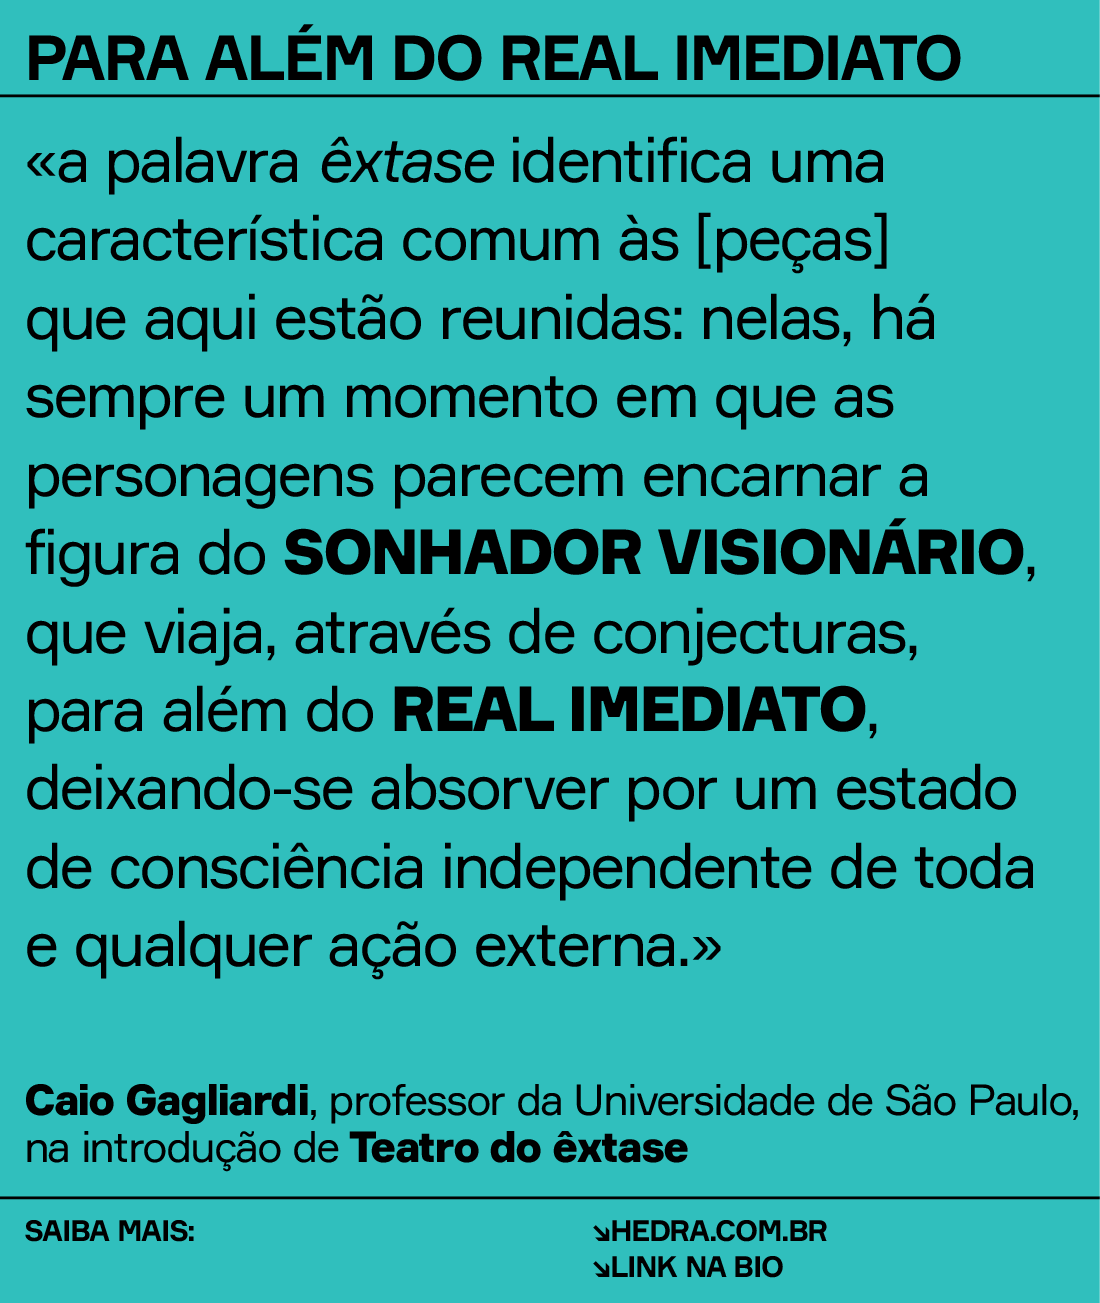 PARA ALÉM DO REAL IMEDIATO
«a palavra êxtase identifica uma
característica comum às [peças]
que aqui estão reunidas: nelas, há
sempre um momento em que as
personagens parecem encarnar a
figura do SONHADOR VISIONÁRIO,
que viaja, através de conjecturas,
para além do REAL IMEDIATO,
deixando-se absorver por um estado
de consciência independente de toda
e qualquer ação externa.»
Caio Gagliardi, professor da Universidade de São Paulo,
na introdução de Teatro do êxtase
SAIBA MAIS:
↘HEDRA.COM.BR
↘LINK NA BIO